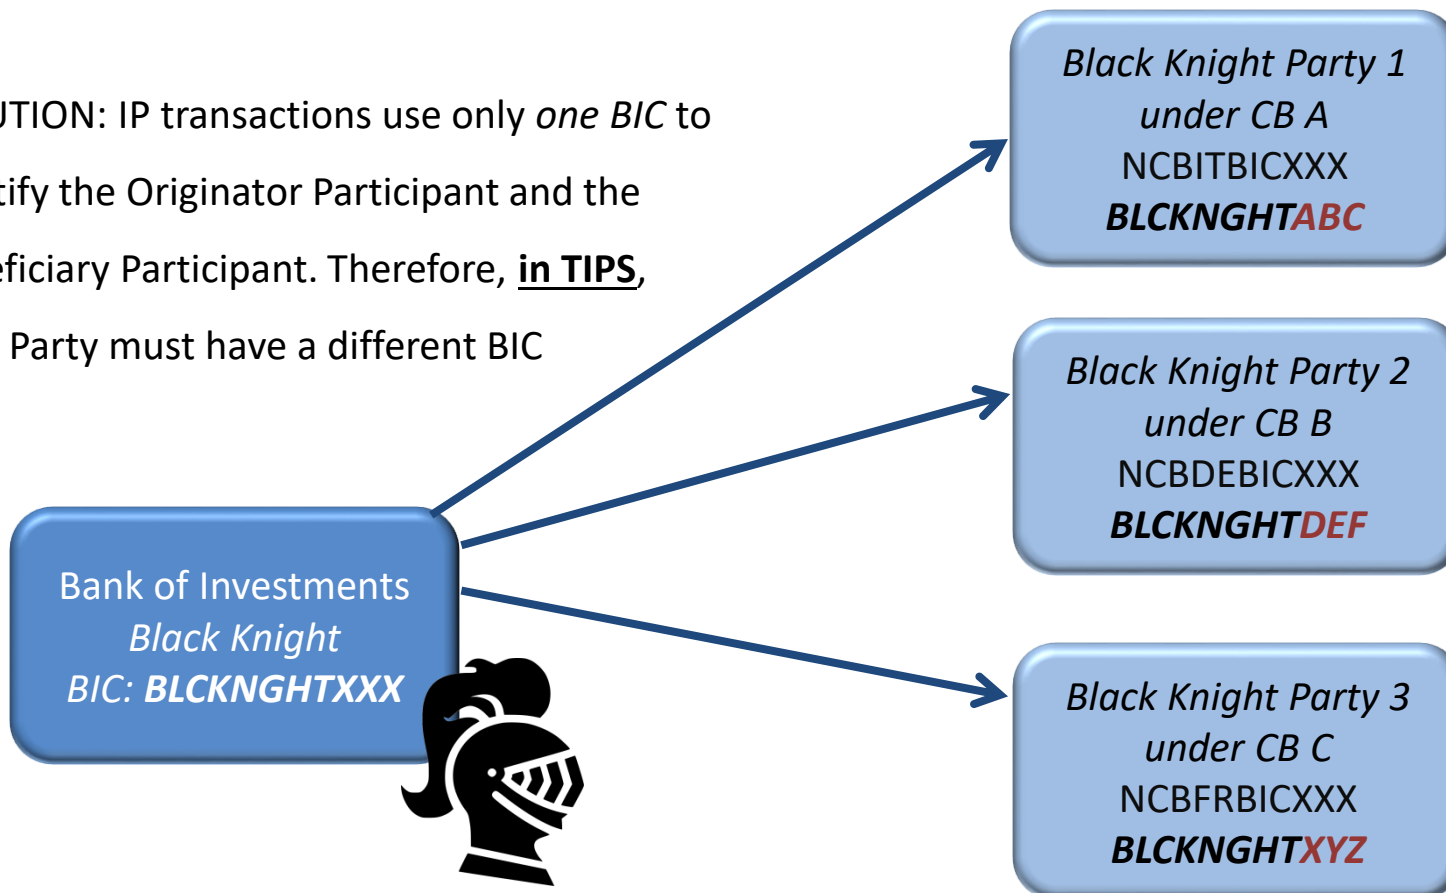 UTION: IP transactions use only one BIC to
tify the Originator Participant and the
eficiary Participant. Therefore, in TIPS,
Party must have a different BIC
Bank of Investments
Black Knight
BIC: BLCKNGHTXXX
Black Knight Party 1
under CB A
NCBITBICXXX
BLCKNGHTABC
Black Knight Party 2
under CB B
NCBDEBICXXX
BLCKNGHTDEF
Black Knight Party 3
under CB C
NCBFRBICXXX
BLCKNGHTXYZ